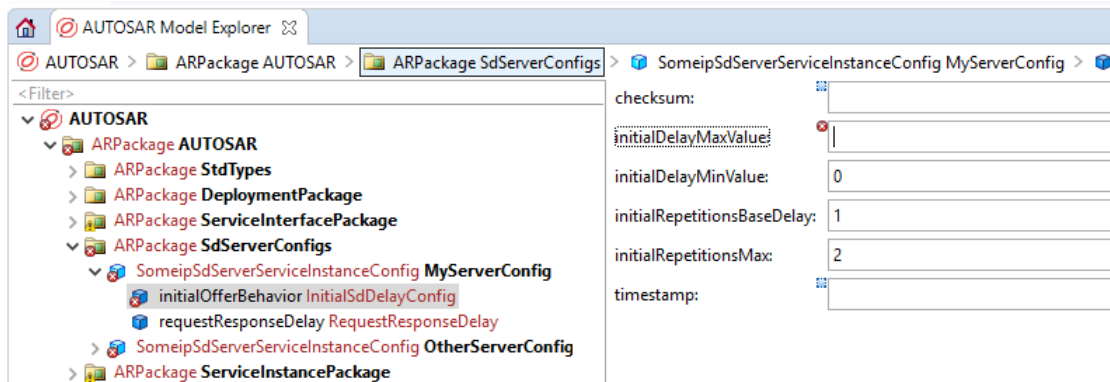 AUTOSAR Model Explorer
AUTOSAR > ARPackage AUTOSAR > ARPackage SdServerConfigs > SomeipSdServerServiceInstanceConfig MyServerConfig >
<Filter>
AUTOSAR
ARPackage AUTOSAR
ARPackage StdTypes
ARPackage DeploymentPackage
ARPackage ServiceInterfacePackage
ARPackage SdServerConfigs
SomeipSdServerServiceInstanceConfig MyServerConfig
initialOfferBehavior InitialSdDelayConfig
requestResponseDelay RequestResponseDelay
SomeipSdServerServiceInstanceConfig OtherServerConfig
ARPackage ServiceInstancePackage
checksum:
initialDelayMaxValue:
initialDelayMinValue: 0
initialRepetitionsBaseDelay: 1
initialRepetitionsMax: 2
timestamp: